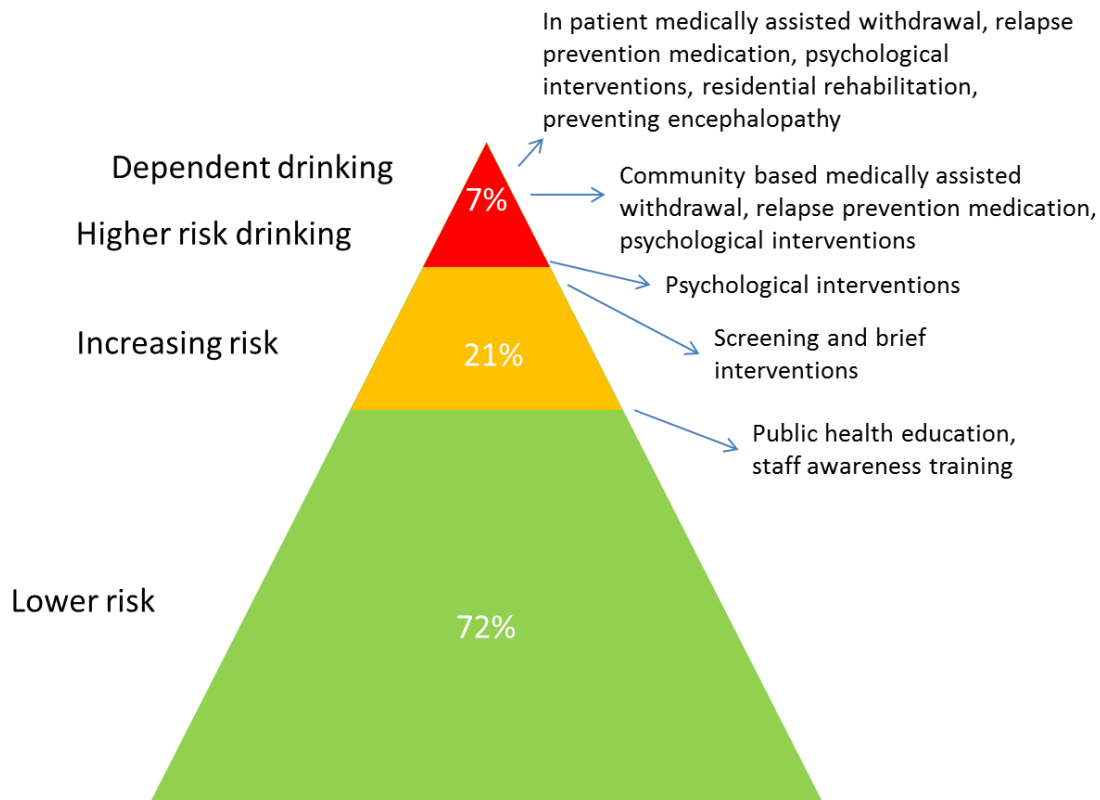 In patient medically assisted withdrawal, relapse
prevention medication, psychological
interventions, residential rehabilitation,
preventing encephalopathy
Dependent drinking
7%
Community based medically assisted
withdrawal, relapse prevention medication,
psychological interventions
Higher risk drinking
Psychological interventions
Increasing risk
21%
Screening and brief
interventions
Public health education,
staff awareness training
Lower risk
72%